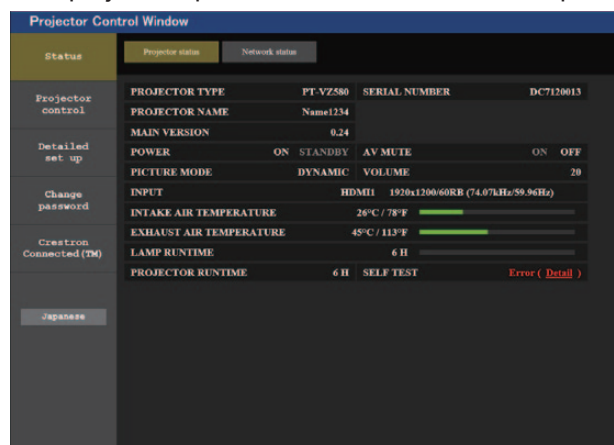 Projector Control Window
Status
Projector status
Network status
Projector control
Detailed set up
Change password
Crestron Connected(TM)
Japanese
PROJECTOR TYPE PT-VZ580 SERIAL NUMBER DC7120013
PROJECTOR NAME Name1234
MAIN VERSION 0.24
POWER ON STANDBY AV MUTE ON OFF
PICTURE MODE DYNAMIC VOLUME 20
INPUT HDMI1 1920x1200/60RB (74.07kHz/59.96Hz)
INTAKE AIR TEMPERATURE 26°C / 78°F
EXHAUST AIR TEMPERATURE 45°C / 113°F
LAMP RUNTIME 6 H
PROJECTOR RUNTIME 6 H SELF TEST Error ( Detail )